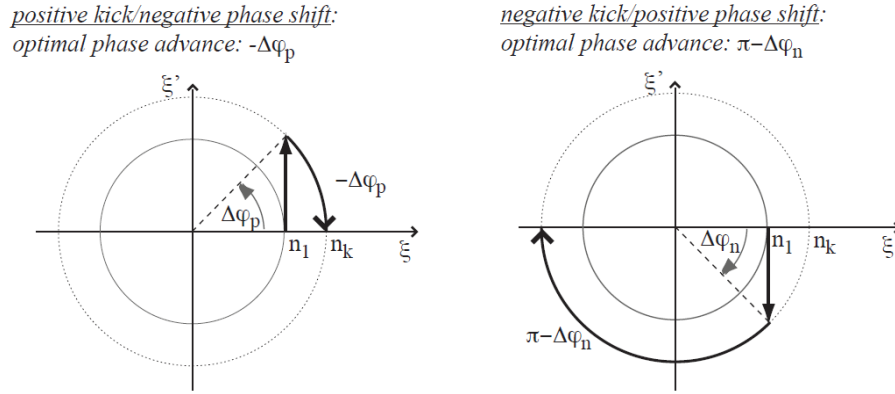 positive kick/negative phase shift:
optimal phase advance: -Δφp
ξ'
-Δφp
Δφp
n1
nk
ξ
negative kick/positive phase shift:
optimal phase advance: π−Δφn
ξ'
Δφn
n1
nk
ξ
π−Δφn